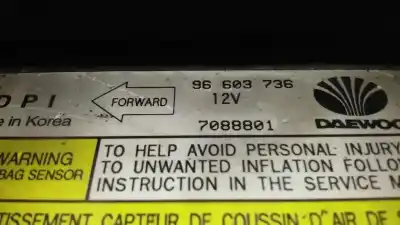 96 603 736
DPI FORWARD 12V
e in Korea 7088801 DAEWOO
WARNING TO HELP AVOID PERSONAL INJURY
BAG SENSOR TO UNWANTED INFLATION FOLLO
INSTRUCTION IN THE SERVICE M
TISSEMENT CAPTEUR DE COUSSIN D'AIR DE S